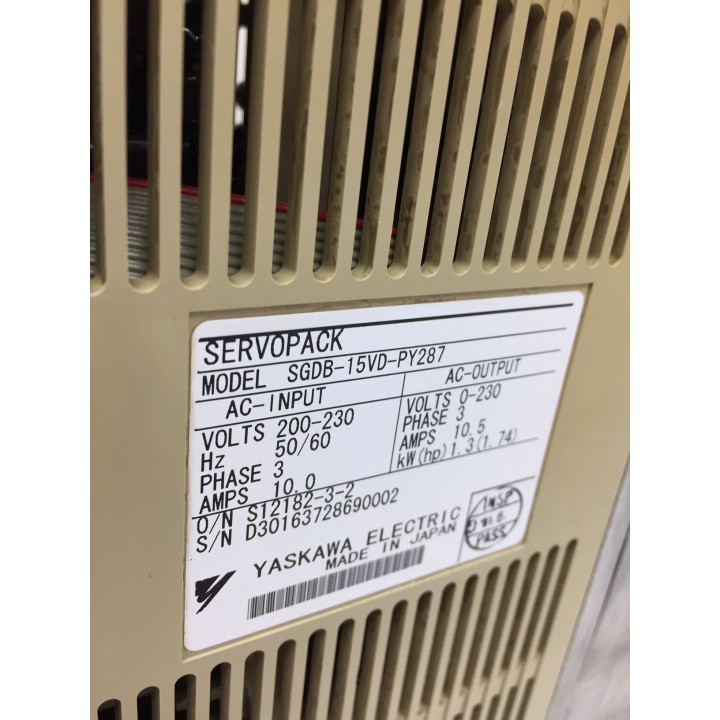 SERVOPACK
MODEL SGDB-15VD-PY287
AC-INPUT AC-OUTPUT
VOLTS 200-230 VOLTS 0-230
Hz 50/60 PHASE 3
PHASE 3 AMPS 10.5
AMPS 10.0 kW(hp)1.3(1.74)
O/N S12182-3-2
S/N D30163728690002
YASKAWA ELECTRIC
MADE IN JAPAN
INSP
PASS